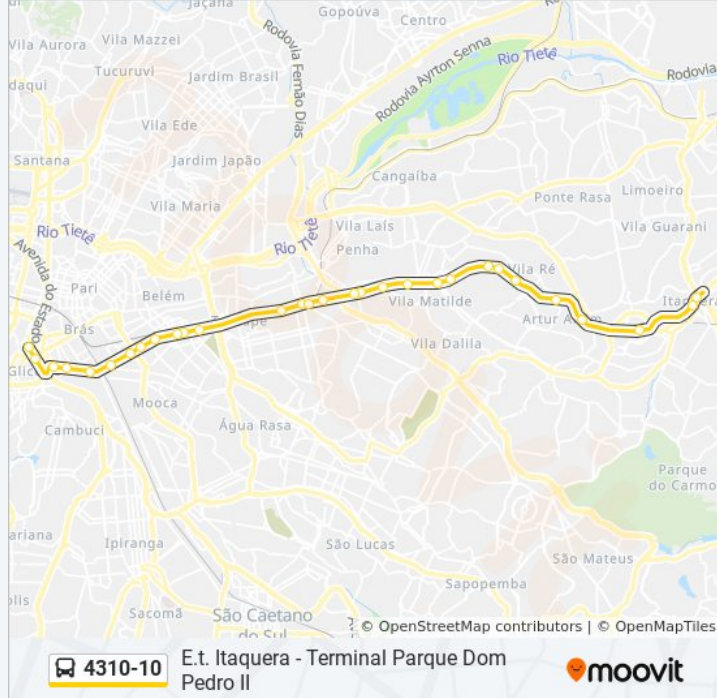 Jaçanã
Gopoúva
Centro
Vila Mazzei
Vila Aurora
Rodovia Fernão Dias
Rodovia Ayrton Senna
Rio Tietê
Rodovia
Tucuruvi
Jardim Brasil
Vila Ede
Santana
Jardim Japão
Cangaíba
Limoeiro
Ponte Rasa
Vila Maria
Vila Laís
Vila Guarani
Rio Tietê
Rio Tietê
Penha
Avenida do Estado
Pari
Belém
Vila Ré
Vila Matilde
Brás
Artur
Vila Dalila
Mooca
Água Rasa
Cambuci
Parque
do Carmo
Ipiranga
São Lucas
São Mateus
Sapopemba
Sacomã
São Caetano
do Sul
© OpenStreetMap contributors | © OpenMapTiles
4310-10
E.t. Itaquera - Terminal Parque Dom
Pedro II
moovit